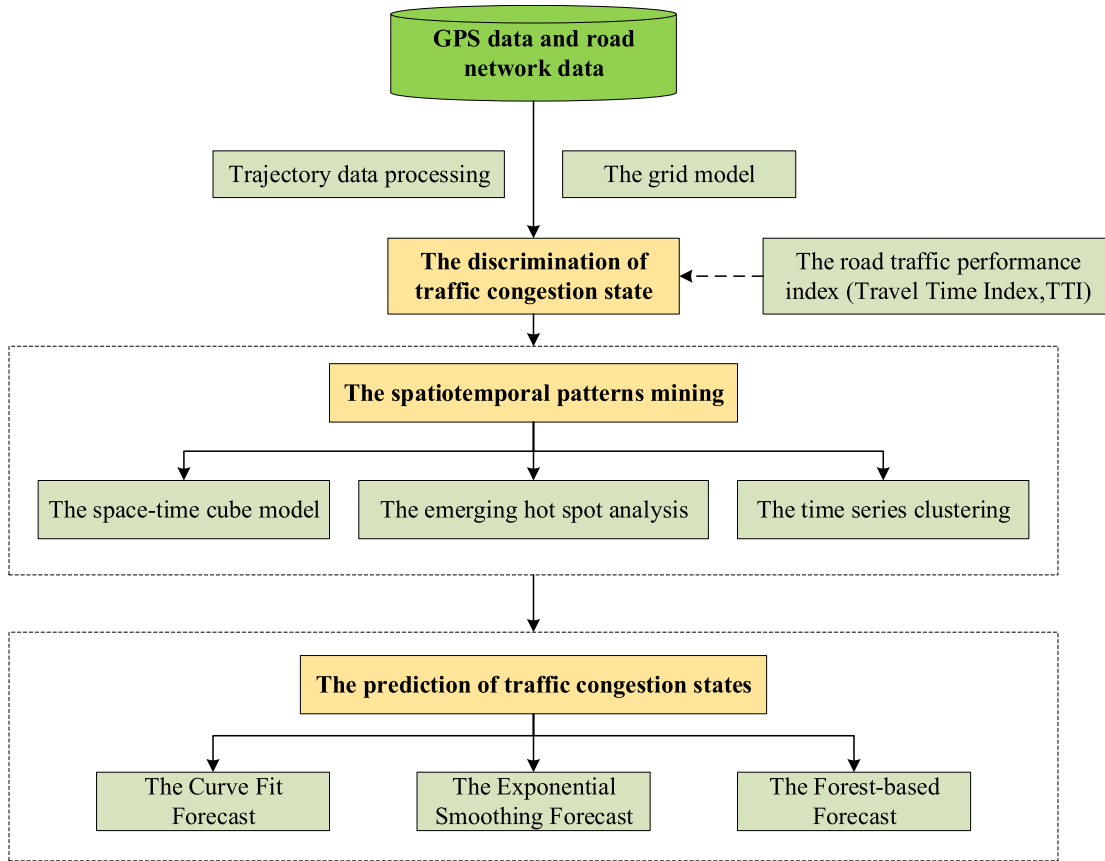 GPS data and road
network data
Trajectory data processing
The grid model
The discrimination of
traffic congestion state
The road traffic performance
index (Travel Time Index,TTI)
The spatiotemporal patterns mining
The space-time cube model
The emerging hot spot analysis
The time series clustering
The prediction of traffic congestion states
The Curve Fit
Forecast
The Exponential
Smoothing Forecast
The Forest-based
Forecast